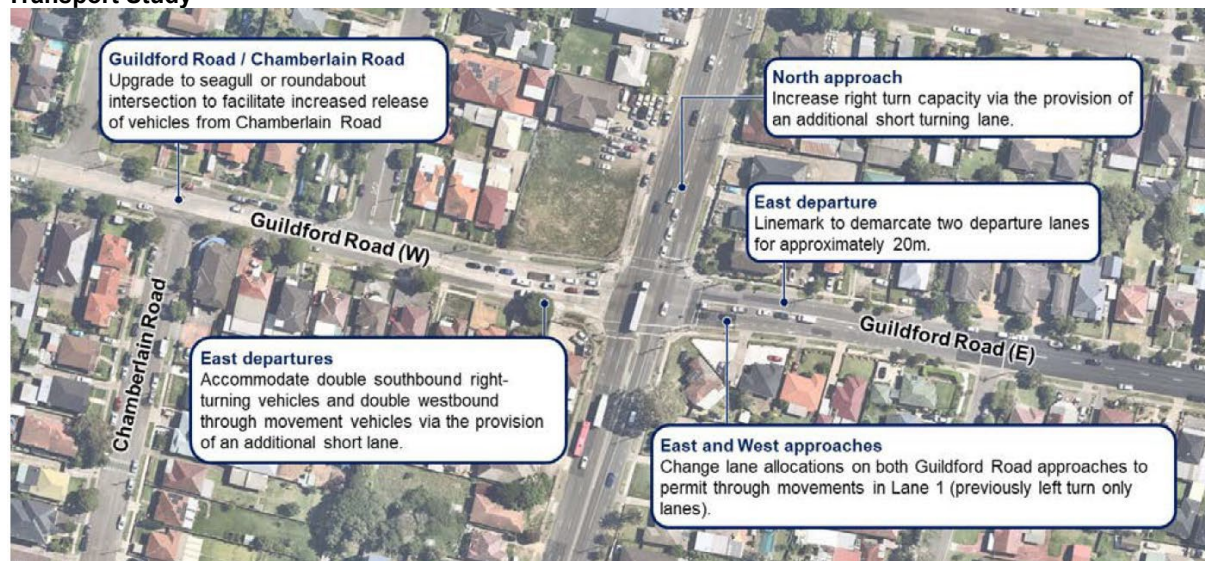 Transport Study
Guildford Road / Chamberlain Road
Upgrade to seagull or roundabout
intersection to facilitate increased release
of vehicles from Chamberlain Road
North approach
Increase right turn capacity via the provision of
an additional short turning lane.
East departure
Linemark to demarcate two departure lanes
for approximately 20m.
Guildford Road (W)
Guildford Road (E)
Chamberlain Road
East departures
Accommodate double southbound right-
turning vehicles and double westbound
through movement vehicles via the provision
of an additional short lane.
East and West approaches
Change lane allocations on both Guildford Road approaches to
permit through movements in Lane 1 (previously left turn only
lanes).